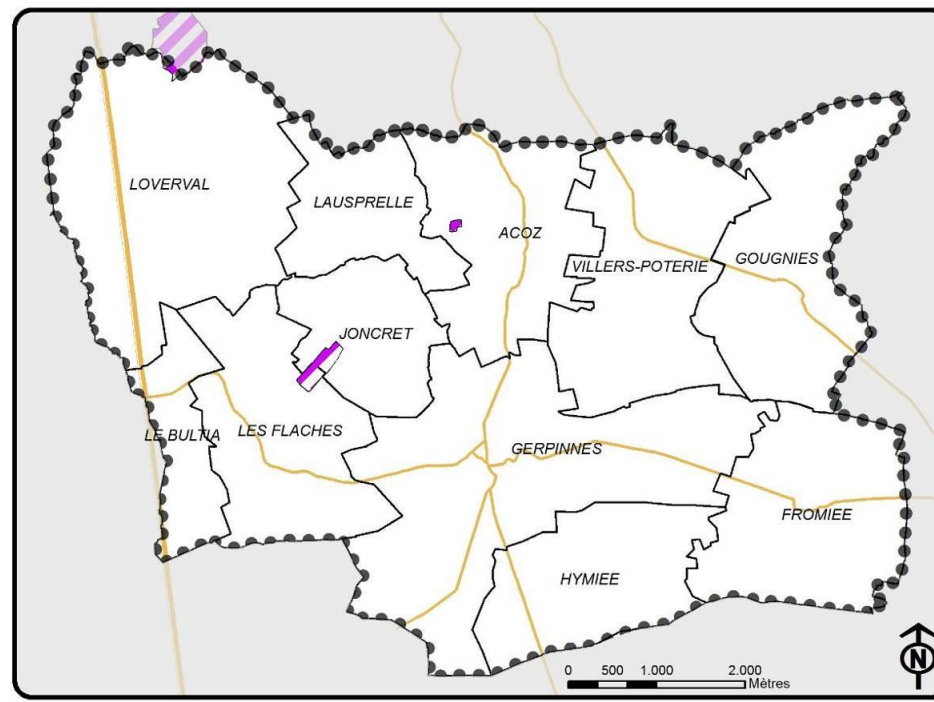 LOVERVAL
LAUSPRELLE
ACOZ
VILLERS-POTERIE
GOUGNIES
JONCRET
LE BULTIA
LES FLACHES
GERPINNES
FROMIEE
HYMIEE
N
0 500 1.000 2.000
Mètres